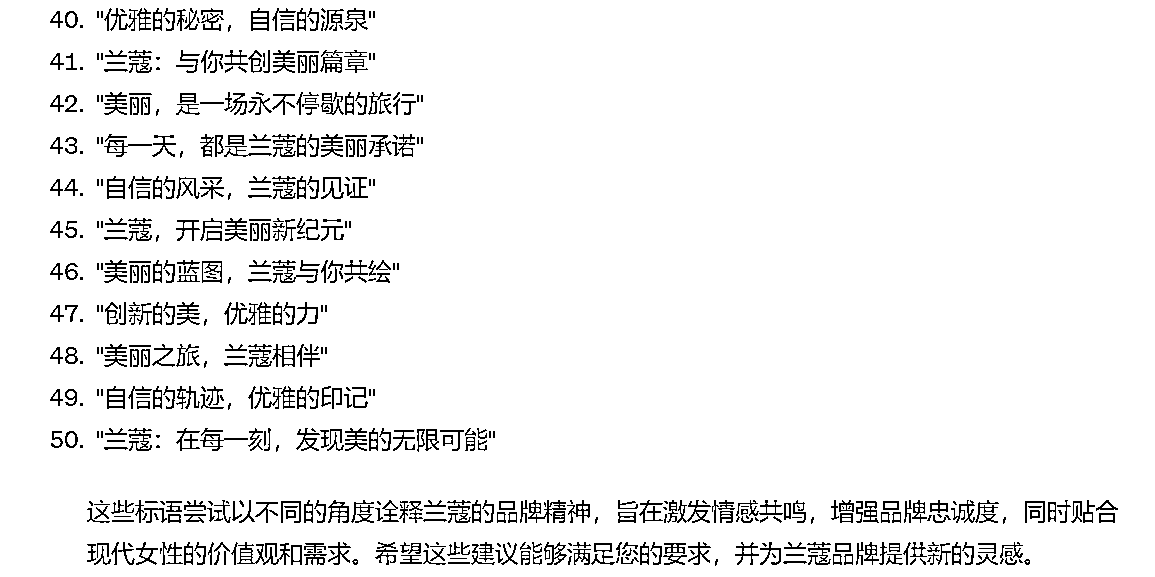 40. "优雅的秘密，自信的源泉"
41. "兰蔻：与你共创美丽篇章"
42. "美丽，是一场永不停歇的旅行"
43. "每一天，都是兰蔻的美丽承诺"
44. "自信的风采，兰蔻的见证"
45. "兰蔻，开启美丽新纪元"
46. "美丽的蓝图，兰蔻与你共绘"
47. "创新的美，优雅的力"
48. "美丽之旅，兰蔻相伴"
49. "自信的轨迹，优雅的印记"
50. "兰蔻：在每一刻，发现美的无限可能"
这些标语尝试以不同的角度诠释兰蔻的品牌精神，旨在激发情感共鸣，增强品牌忠诚度，同时贴合
现代女性的价值观和需求。希望这些建议能够满足您的要求，并为兰蔻品牌提供新的灵感。